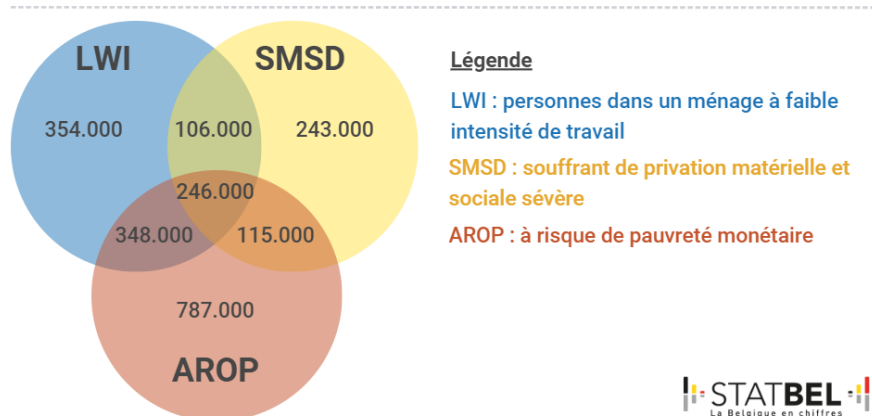 LWI
SMSD
354.000
106.000
243.000
246.000
348.000
115.000
787.000
AROP
Légende
LWI : personnes dans un ménage à faible
intensité de travail
SMSD : souffrant de privation matérielle et
sociale sévère
AROP : à risque de pauvreté monétaire
STATBEL
La Belgique en chiffres